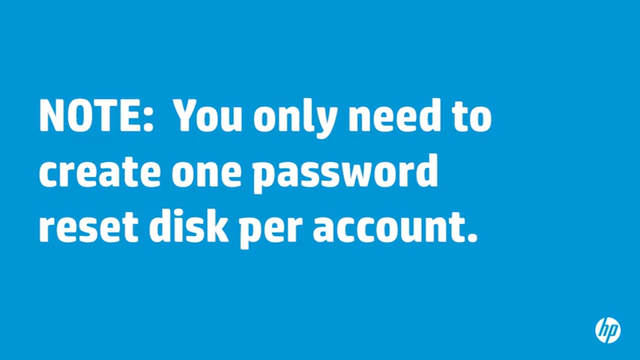 NOTE:  You only need to
create one password
reset disk per account.
hp